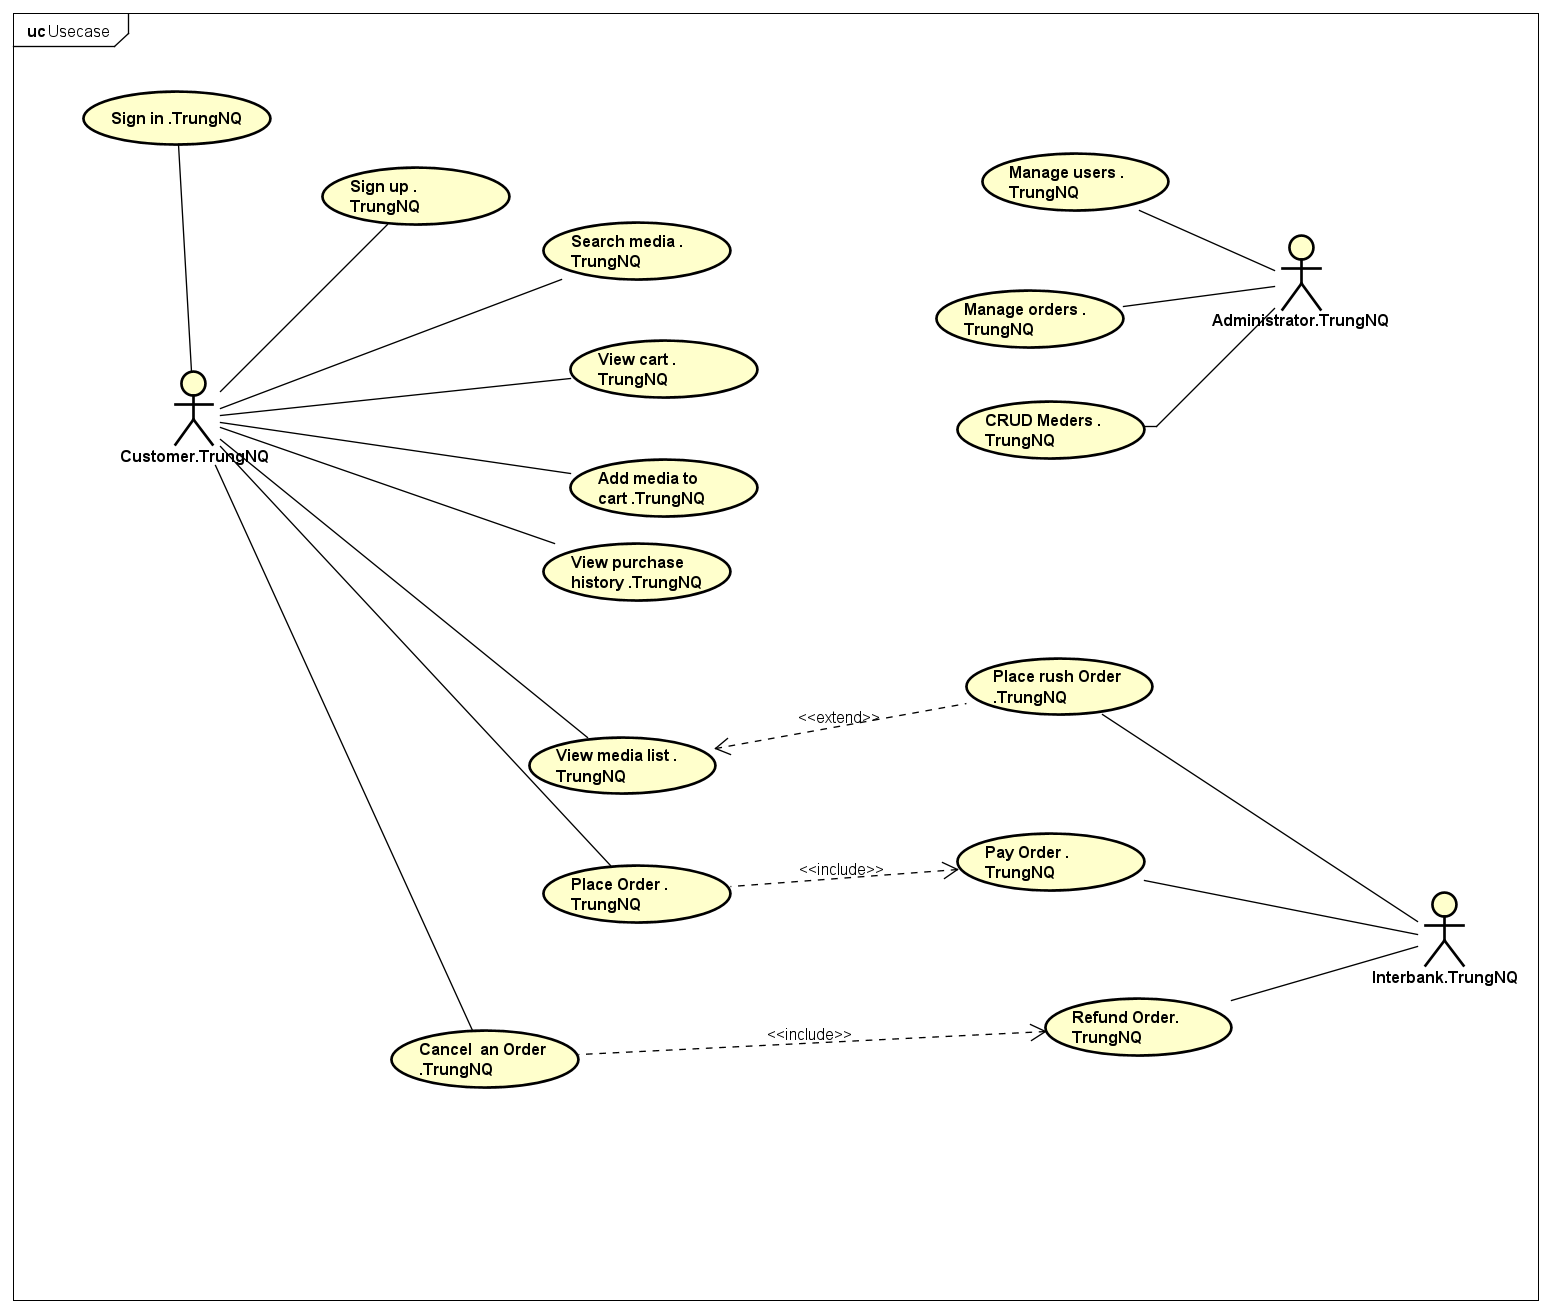 uc Usecase
Sign in .TrungNQ
Sign up .
TrungNQ
Manage users .
TrungNQ
Search media .
TrungNQ
Manage orders .
TrungNQ
Administrator.TrungNQ
View cart .
TrungNQ
CRUD Meders .
TrungNQ
Customer.TrungNQ
Add media to
cart .TrungNQ
View purchase
history .TrungNQ
Place rush Order
.TrungNQ
<<extend>>
View media list .
TrungNQ
Pay Order .
TrungNQ
<<include>>
Place Order .
TrungNQ
Interbank.TrungNQ
Refund Order.
TrungNQ
<<include>>
Cancel  an Order
.TrungNQ